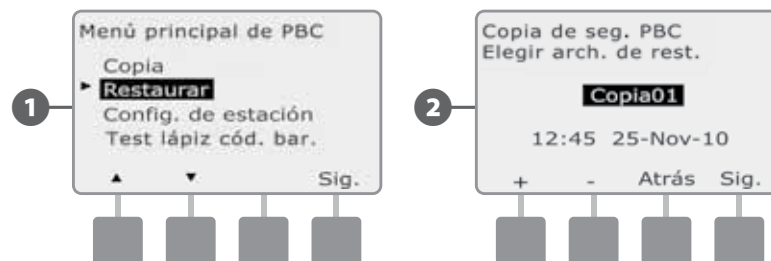 1
Menú principal de PBC
Copia
Restaurar
Config. de estación
Test lápiz cód. bar.
Sig.
2
Copia de seg. PBC
Elegir arch. de rest.
Copia01
12:45 25-Nov-10
+ - Atrás Sig.